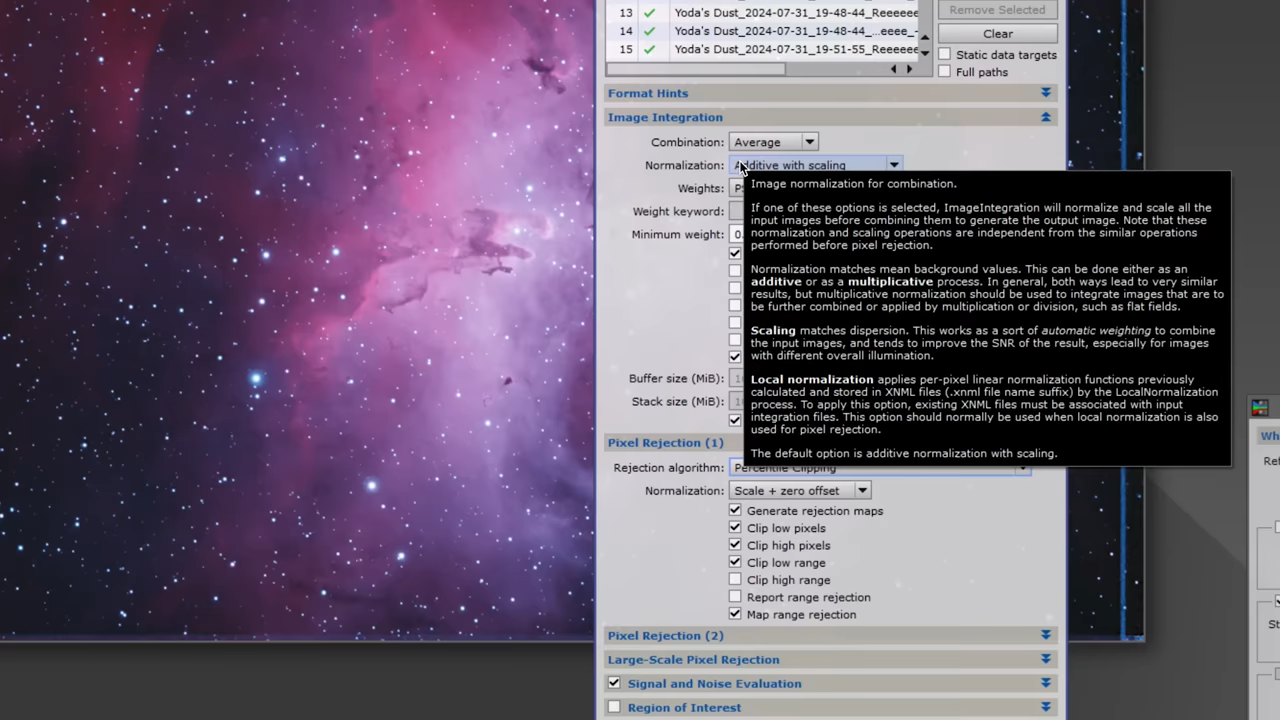 13 Yoda's Dust_2024-07-31_19-48-44_Reeeeee
Remove Selected
14 Yoda's Dust_2024-07-31_19-48-44_...eeee_-
Clear
15 Yoda's Dust_2024-07-31_19-51-55_Reeeeee
Static data targets
Full paths
Format Hints
Image Integration
Combination: Average
Normalization: Additive with scaling
Weights:
Weight keyword:
Minimum weight: 0.
Buffer size (MiB):
Stack size (MiB):
Image normalization for combination.
If one of these options is selected, ImageIntegration will normalize and scale all the
input images before combining them to generate the output image. Note that these
normalization and scaling operations are independent from the similar operations
performed before pixel rejection.
Normalization matches mean background values. This can be done either as an
additive or as a multiplicative process. In general, both ways lead to very similar
results, but multiplicative normalization should be used to integrate images that are to
be further combined or applied by multiplication or division, such as flat fields.
Scaling matches dispersion. This works as a sort of automatic weighting to combine
the input images, and tends to improve the SNR of the result, especially for images
with different overall illumination.
Local normalization applies per-pixel linear normalization functions previously
calculated and stored in XNML files (.xnml file name suffix) by the LocalNormalization
process. To apply this option, existing XNML files must be associated with input
integration files. This option should normally be used when local normalization is also
used for pixel rejection.
The default option is additive normalization with scaling.
Pixel Rejection (1)
Rejection algorithm: Percentile Clipping
Normalization: Scale + zero offset
Generate rejection maps
Clip low pixels
Clip high pixels
Clip low range
Clip high range
Report range rejection
Map range rejection
Pixel Rejection (2)
Large-Scale Pixel Rejection
Signal and Noise Evaluation
Region of Interest